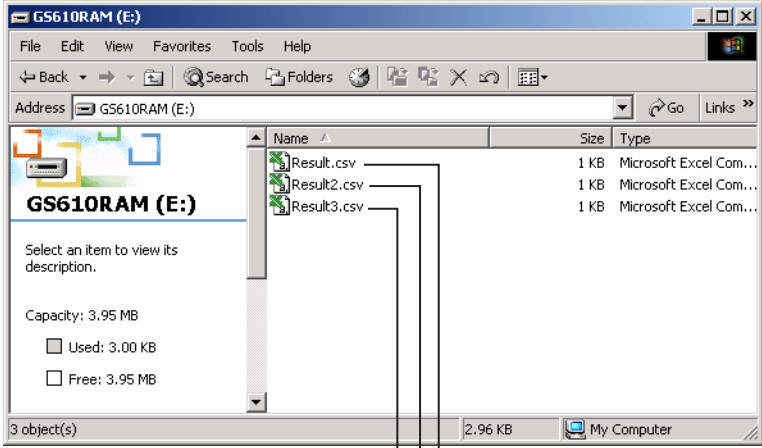 GS610RAM (E:)
File Edit View Favorites Tools Help
Back Search Folders
Address GS610RAM (E:) Go Links »
Name Size Type
Result.csv 1 KB Microsoft Excel Com...
Result2.csv 1 KB Microsoft Excel Com...
Result3.csv 1 KB Microsoft Excel Com...
GS610RAM (E:)
Select an item to view its
description.
Capacity: 3.95 MB
Used: 3.00 KB
Free: 3.95 MB
3 object(s) 2.96 KB My Computer